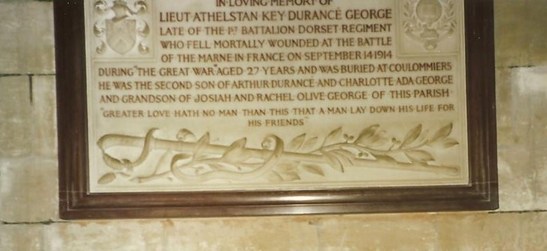 IN LOVING MEMORY OF
LIEUT·ATHELSTAN·KEY·DURANCÉ GEORGE
LATE OF THE 1ST BATTALION DORSET REGIMENT
WHO FELL MORTALLY WOUNDED AT THE BATTLE
OF THE MARNE IN FRANCE ON SEPTEMBER 14 1914
DURING "THE GREAT WAR" AGED 27 YEARS AND WAS BURIED AT COULOMMIERS
HE WAS THE SECOND SON OF ARTHUR DURANCE AND CHARLOTTE ADA GEORGE
AND GRANDSON OF JOSIAH AND RACHEL OLIVE GEORGE OF THIS PARISH
"GREATER LOVE HATH NO MAN THAN THIS THAT A MAN LAY DOWN HIS LIFE FOR
HIS FRIENDS"